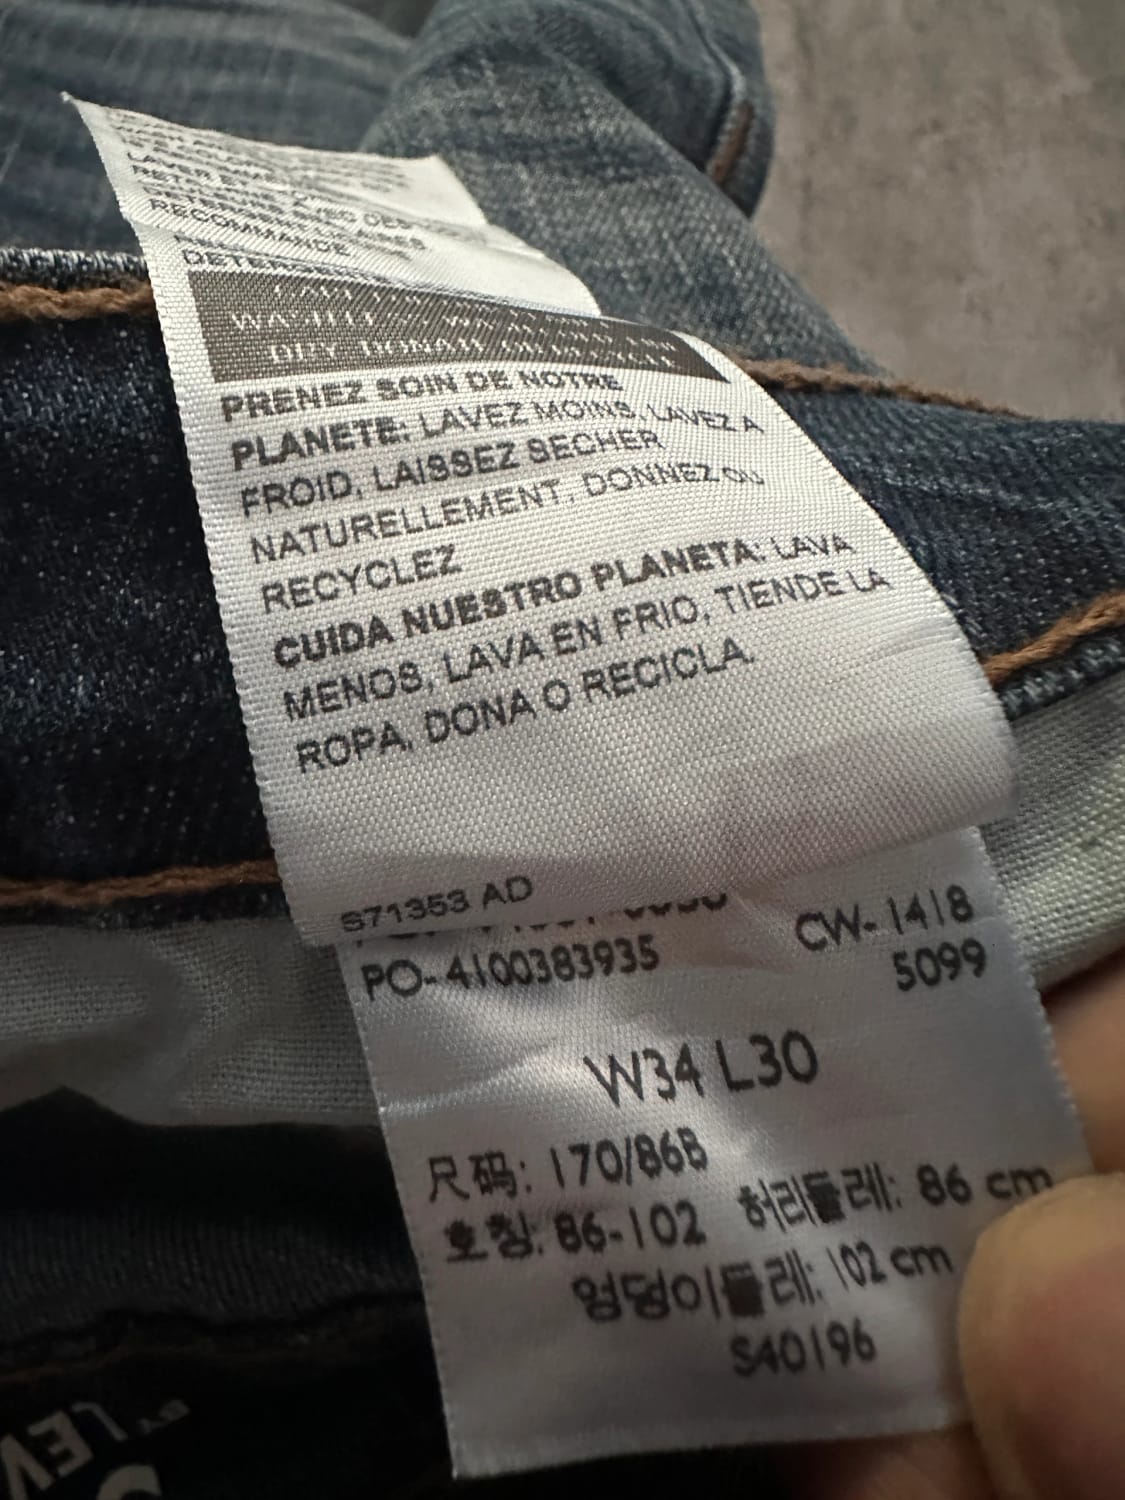 RECOMMANDE
PRENEZ SOIN DE NOTRE
PLANETE: LAVEZ MOINS, LAVEZ A
FROID, LAISSEZ SECHER
NATURELLEMENT, DONNEZ OU
RECYCLEZ
CUIDA NUESTRO PLANETA: LAVA
MENOS, LAVA EN FRIO, TIENDE LA
ROPA, DONA O RECICLA.
S71353 AD
CW-1418
PO-4100383935 5099
W34 L30
尺码: 170/86B
호칭: 86-102 허리둘레: 86 cm
엉덩이둘레: 102 cm
S40196
BY LEV